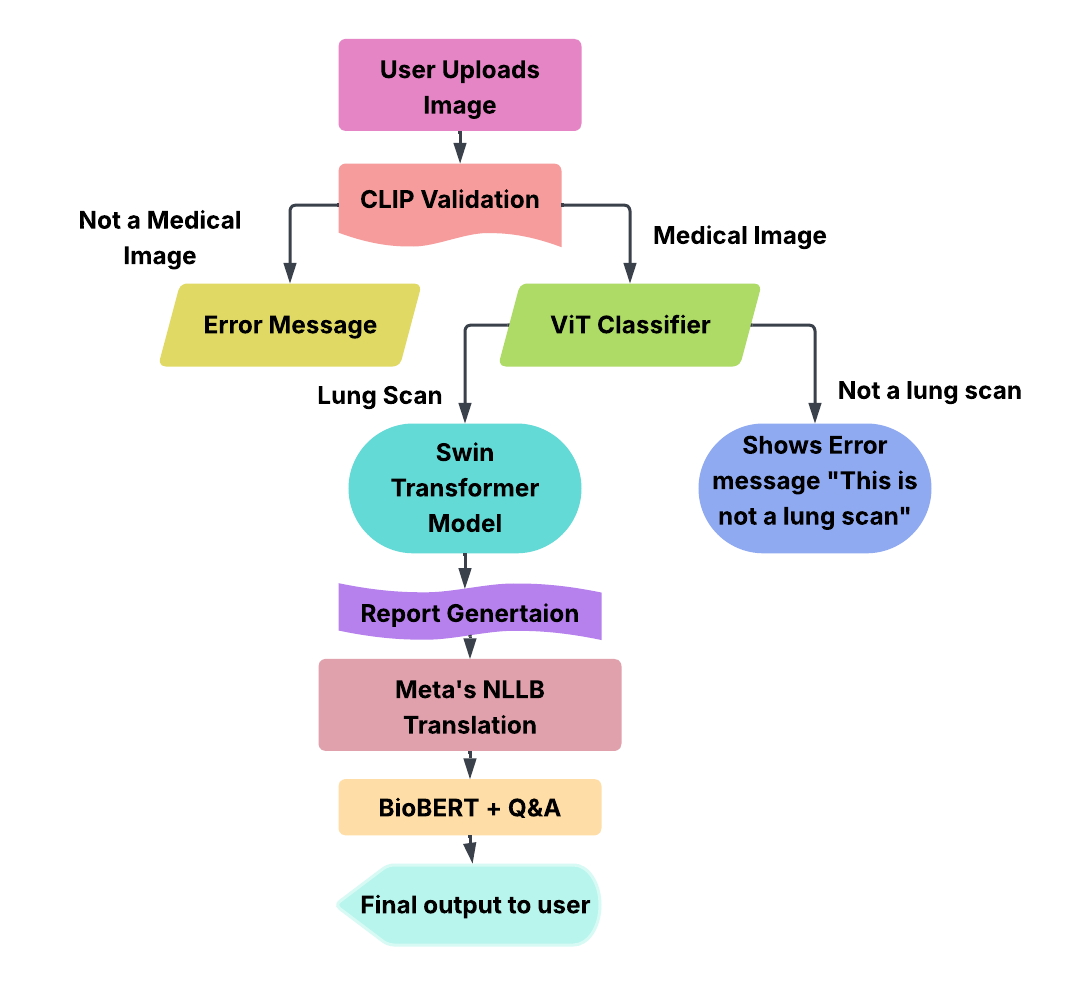 User Uploads
Image
CLIP Validation
Not a Medical
Image
Medical Image
Error Message
ViT Classifier
Lung Scan
Not a lung scan
Swin
Transformer
Model
Shows Error
message "This is
not a lung scan"
Report Genertaion
Meta's NLLB
Translation
BioBERT + Q&A
Final output to user